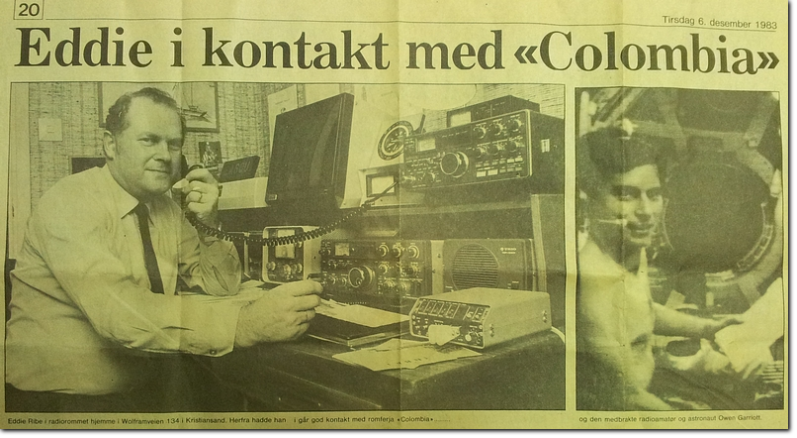 20
Tirsdag 6. desember 1983
Eddie i kontakt med «Colombia»
Eddie Ribe i radiorommet hjemme i Wolframveien 134 i Kristiansand. Herfra hadde han i går god kontakt med romferja «Columbia»........
og den medbrakte radioamatør og astronaut Owen Garriott.